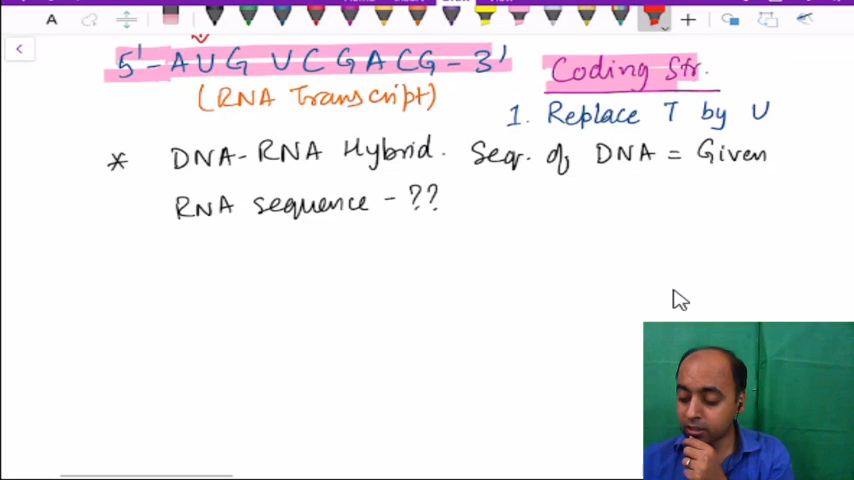 5'-AUG UCGACG-3'
Coding Str.
(RNA Transcript)
1. Replace T by U
* DNA-RNA Hybrid. Seq. of DNA = Given
RNA sequence - ??